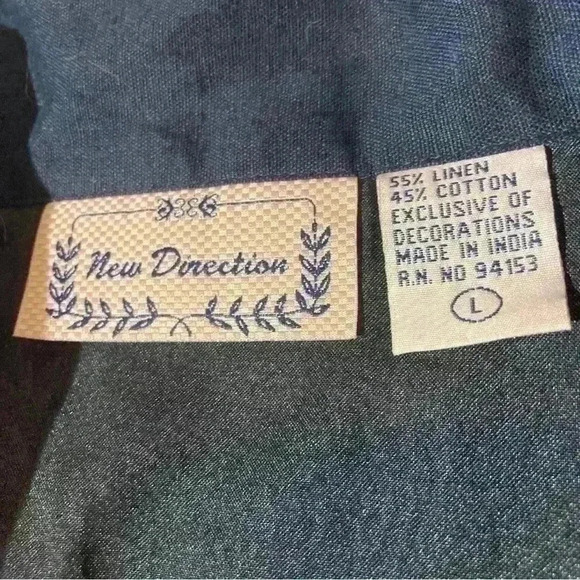 New Direction
55% LINEN
45% COTTON
EXCLUSIVE OF
DECORATIONS
MADE IN INDIA
R.N. NO 94153
L